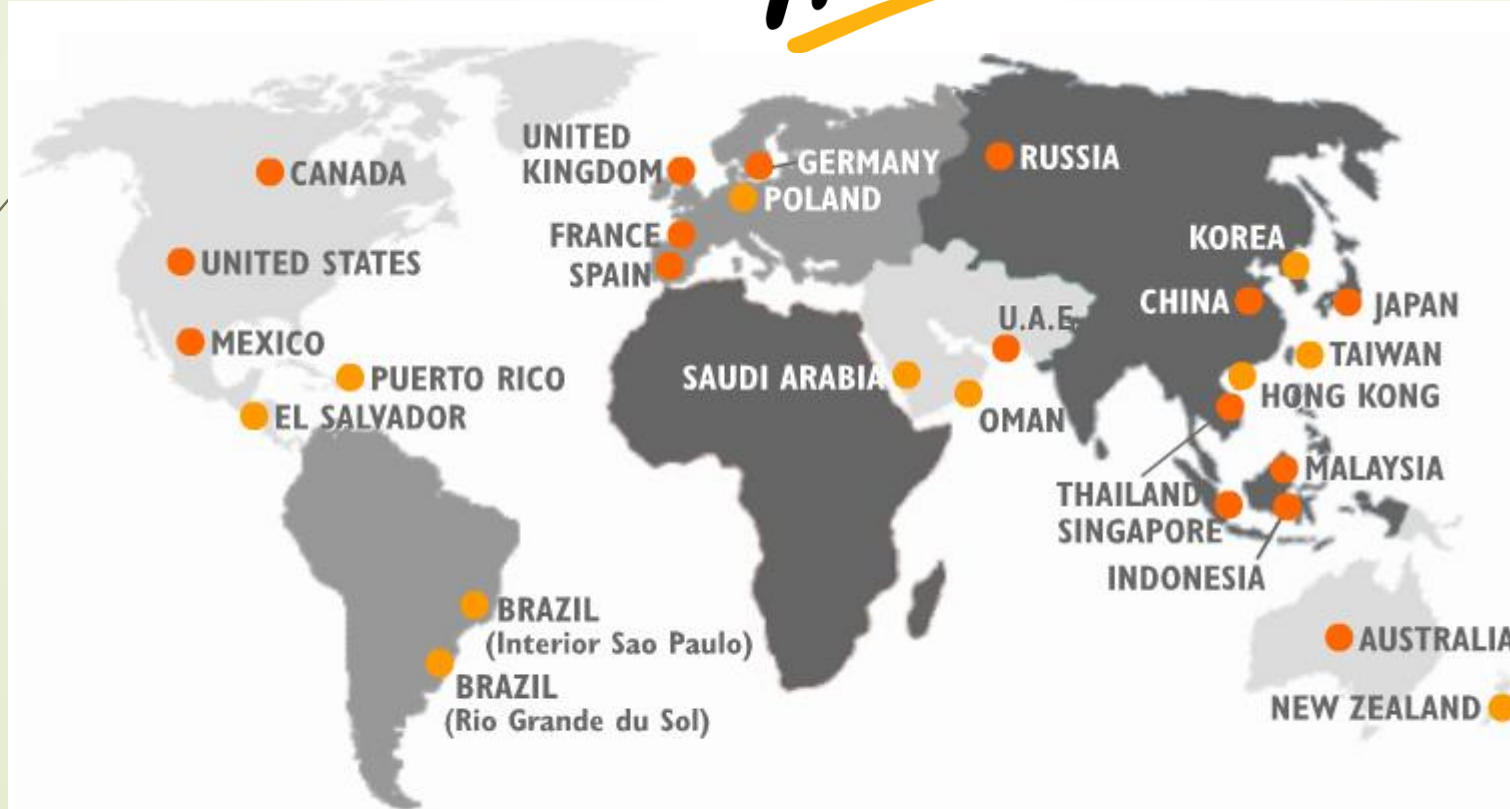 CANADA
UNITED STATES
MEXICO
PUERTO RICO
EL SALVADOR
BRAZIL
(Interior Sao Paulo)
BRAZIL
(Rio Grande du Sol)
UNITED
KINGDOM
GERMANY
POLAND
FRANCE
SPAIN
RUSSIA
KOREA
CHINA
JAPAN
U.A.E
TAIWAN
SAUDI ARABIA
HONG KONG
OMAN
MALAYSIA
THAILAND
SINGAPORE
INDONESIA
AUSTRALIA
NEW ZEALAND